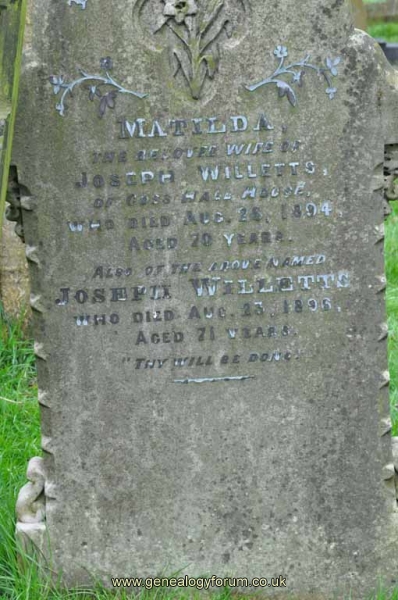 MATILDA,
THE BELOVED WIFE OF
JOSEPH WILLETTS,
OF HALL HOUSE,
WHO DIED AUG. 1894
AGED 70 YEARS.
ALSO OF THE ABOVE NAMED
JOSEPH WILLETTS
WHO DIED AUG. 23, 1896,
AGED 71 YEARS.
"THY WILL BE DONE."
www.genealogyforum.co.uk